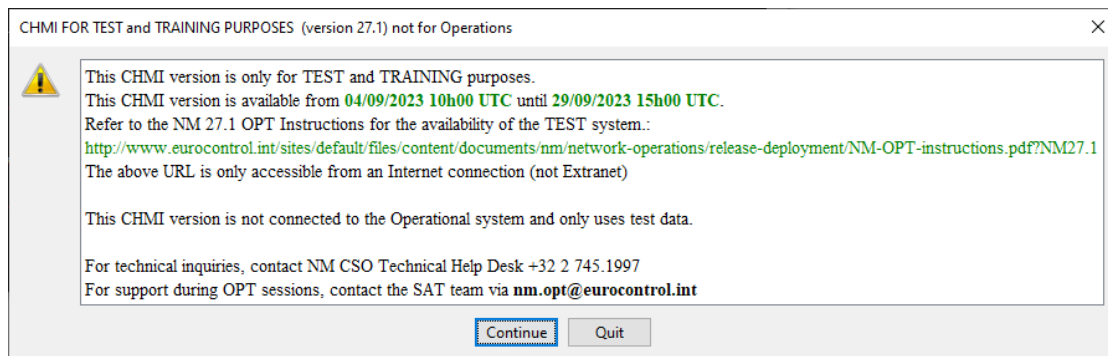 CHMI FOR TEST and TRAINING PURPOSES (version 27.1) not for Operations
This CHMI version is only for TEST and TRAINING purposes.
This CHMI version is available from 04/09/2023 10h00 UTC until 29/09/2023 15h00 UTC.
Refer to the NM 27.1 OPT Instructions for the availability of the TEST system.:
http://www.eurocontrol.int/sites/default/files/content/documents/nm/network-operations/release-deployment/NM-OPT-instructions.pdf?NM27.1
The above URL is only accessible from an Internet connection (not Extranet)
This CHMI version is not connected to the Operational system and only uses test data.
For technical inquiries, contact NM CSO Technical Help Desk +32 2 745.1997
For support during OPT sessions, contact the SAT team via nm.opt@eurocontrol.int
Continue Quit